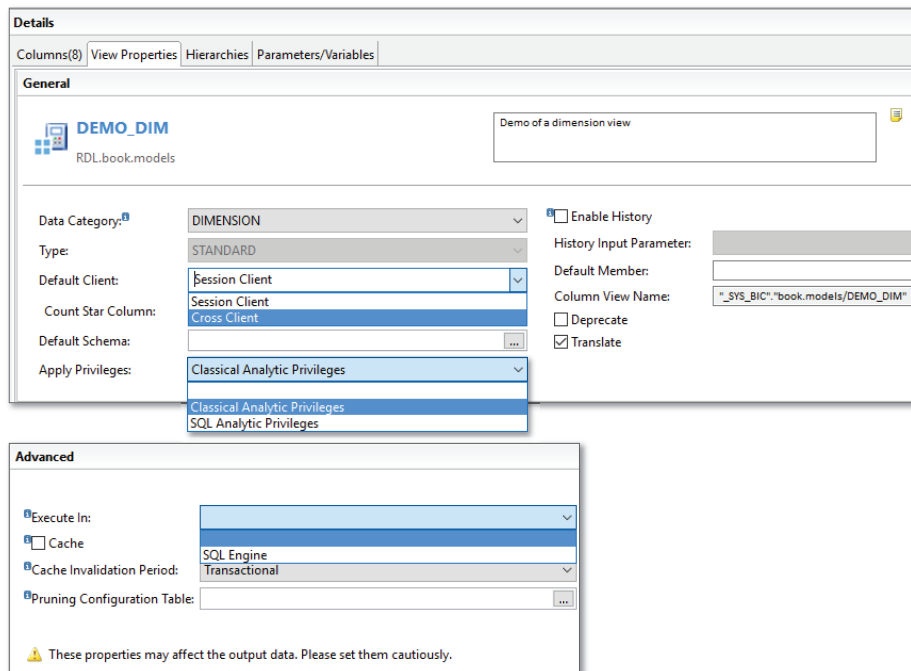 Details
Columns(8) View Properties Hierarchies Parameters/Variables
General
DEMO_DIM
RDL.book.models
Demo of a dimension view
Data Category:
DIMENSION
Type:
STANDARD
Default Client:
Session Client
Session Client
Cross Client
Count Star Column:
Default Schema:
...
Apply Privileges:
Classical Analytic Privileges
Classical Analytic Privileges
SQL Analytic Privileges
Enable History
History Input Parameter:
Default Member:
Column View Name:
"_SYS_BIC"."book.models/DEMO_DIM"
Deprecate
Translate
Advanced
Execute In:
SQL Engine
Cache
Cache Invalidation Period:
Transactional
Pruning Configuration Table:
...
These properties may affect the output data. Please set them cautiously.